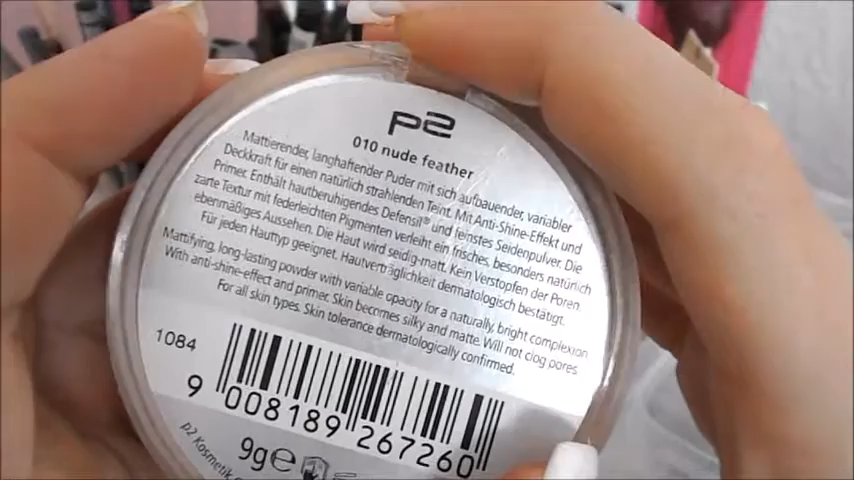 p2
010 nude feather
Mattierender, langhaftender Puder mit sich aufbauender, variabler
Deckkraft für einen natürlich strahlenden Teint. Mit Anti-Shine-Effekt und
Primer. Enthält hautberuhigendes Defensil® und feinstes Seidenpulver. Die
zarte Textur mit federleichten Pigmenten verleiht ein frisches, besonders natürlich
ebenmäßiges Aussehen. Die Haut wird seidig-matt. Kein Verstopfen der Poren.
Für jeden Hauttyp geeignet. Hautverträglichkeit dermatologisch bestätigt.
Mattifying, long-lasting powder with variable opacity for a naturally, bright complexion
With anti-shine-effect and primer. Skin becomes silky and matte. Will not clog pores
For all skin types. Skin tolerance dermatologically confirmed.
1084
9 008189 267260
p2 Kosmetik
9g e